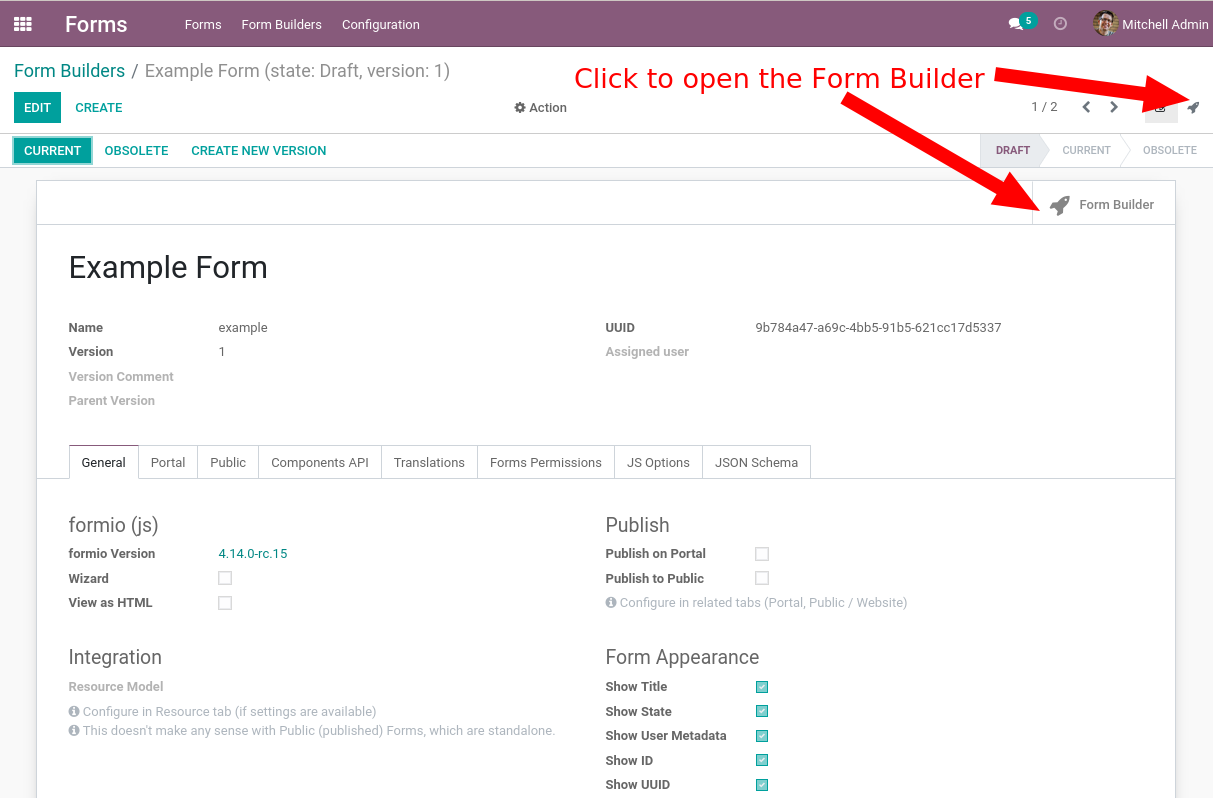 Forms Forms Form Builders Configuration 5 Mitchell Admin
Form Builders / Example Form (state: Draft, version: 1)
Click to open the Form Builder
EDIT CREATE Action 1 / 2
CURRENT OBSOLETE CREATE NEW VERSION DRAFT CURRENT OBSOLETE
Form Builder
Example Form
Name example UUID 9b784a47-a69c-4bb5-91b5-621cc17d5337
Version 1 Assigned user
Version Comment
Parent Version
General Portal Public Components API Translations Forms Permissions JS Options JSON Schema
formio (js) Publish
formio Version 4.14.0-rc.15 Publish on Portal
Wizard Publish to Public
View as HTML Configure in related tabs (Portal, Public / Website)
Integration Form Appearance
Resource Model Show Title
Configure in Resource tab (if settings are available) Show State
This doesn't make any sense with Public (published) Forms, which are standalone. Show User Metadata
Show ID
Show UUID